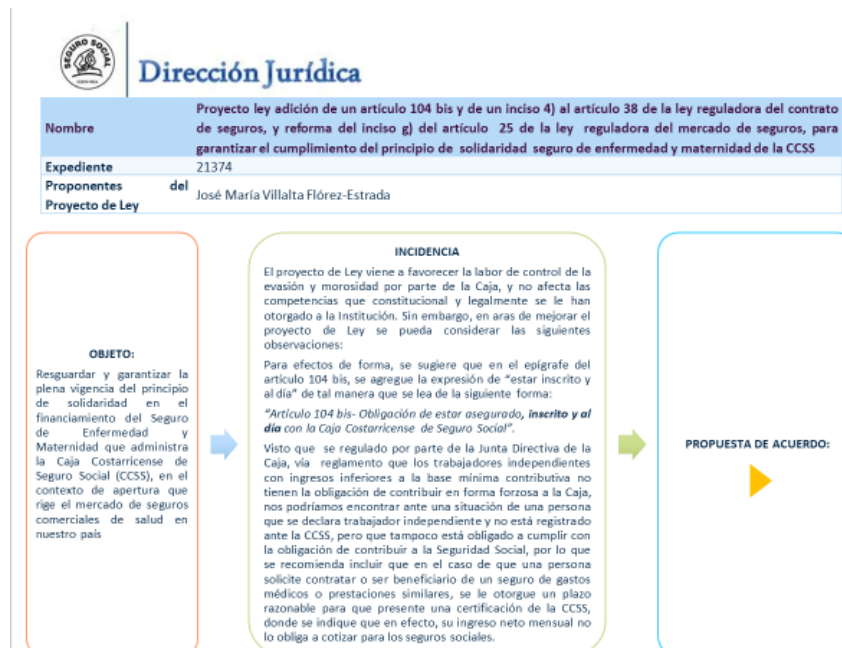 SEGURO SOCIAL
COSTA RICA
Dirección Jurídica
Nombre
Proyecto ley adición de un artículo 104 bis y de un inciso 4) al artículo 38 de la ley reguladora del contrato
de seguros, y reforma del inciso g) del artículo 25 de la ley reguladora del mercado de seguros, para
garantizar el cumplimiento del principio de solidaridad seguro de enfermedad y maternidad de la CCSS
Expediente
21374
Proponentes del
Proyecto de Ley
José María Villalta Flórez-Estrada
OBJETO:
Resguardar y garantizar la
plena vigencia del principio
de solidaridad en el
financiamiento del Seguro
de Enfermedad y
Maternidad que administra
la Caja Costarricense de
Seguro Social (CCSS), en el
contexto de apertura que
rige el mercado de seguros
comerciales de salud en
nuestro país
INCIDENCIA
El proyecto de Ley viene a favorecer la labor de control de la
evasión y morosidad por parte de la Caja, y no afecta las
competencias que constitucional y legalmente se le han
otorgado a la Institución. Sin embargo, en aras de mejorar el
proyecto de Ley se pueda considerar las siguientes
observaciones:
Para efectos de forma, se sugiere que en el epígrafe del
artículo 104 bis, se agregue la expresión de “estar inscrito y
al día” de tal manera que se lea de la siguiente forma:
“Artículo 104 bis- Obligación de estar asegurado, inscrito y al
día con la Caja Costarricense de Seguro Social”.
Visto que se regulado por parte de la Junta Directiva de la
Caja, vía reglamento que los trabajadores independientes
con ingresos inferiores a la base mínima contributiva no
tienen la obligación de contribuir en forma forzosa a la Caja,
nos podríamos encontrar ante una situación de una persona
que se declara trabajador independiente y no está registrado
ante la CCSS, pero que tampoco está obligado a cumplir con
la obligación de contribuir a la Seguridad Social, por lo que
se recomienda incluir que en el caso de que una persona
solicite contratar o ser beneficiario de un seguro de gastos
médicos o prestaciones similares, se le otorgue un plazo
razonable para que presente una certificación de la CCSS,
donde se indique que en efecto, su ingreso neto mensual no
lo obliga a cotizar para los seguros sociales.
PROPUESTA DE ACUERDO: